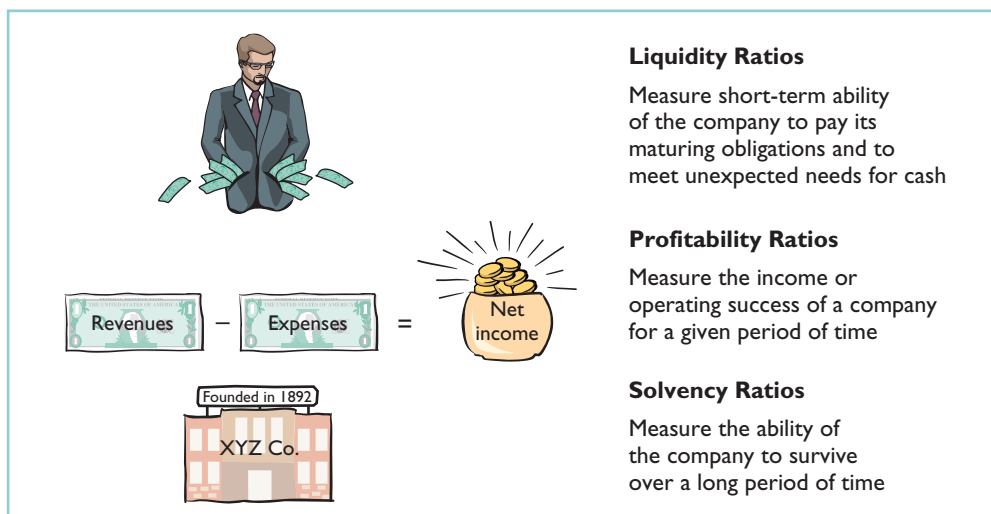 Liquidity Ratios
Measure short-term ability
of the company to pay its
maturing obligations and to
meet unexpected needs for cash
Revenues – Expenses = Net income
Profitability Ratios
Measure the income or
operating success of a company
for a given period of time
Founded in 1892
XYZ Co.
Solvency Ratios
Measure the ability of
the company to survive
over a long period of time